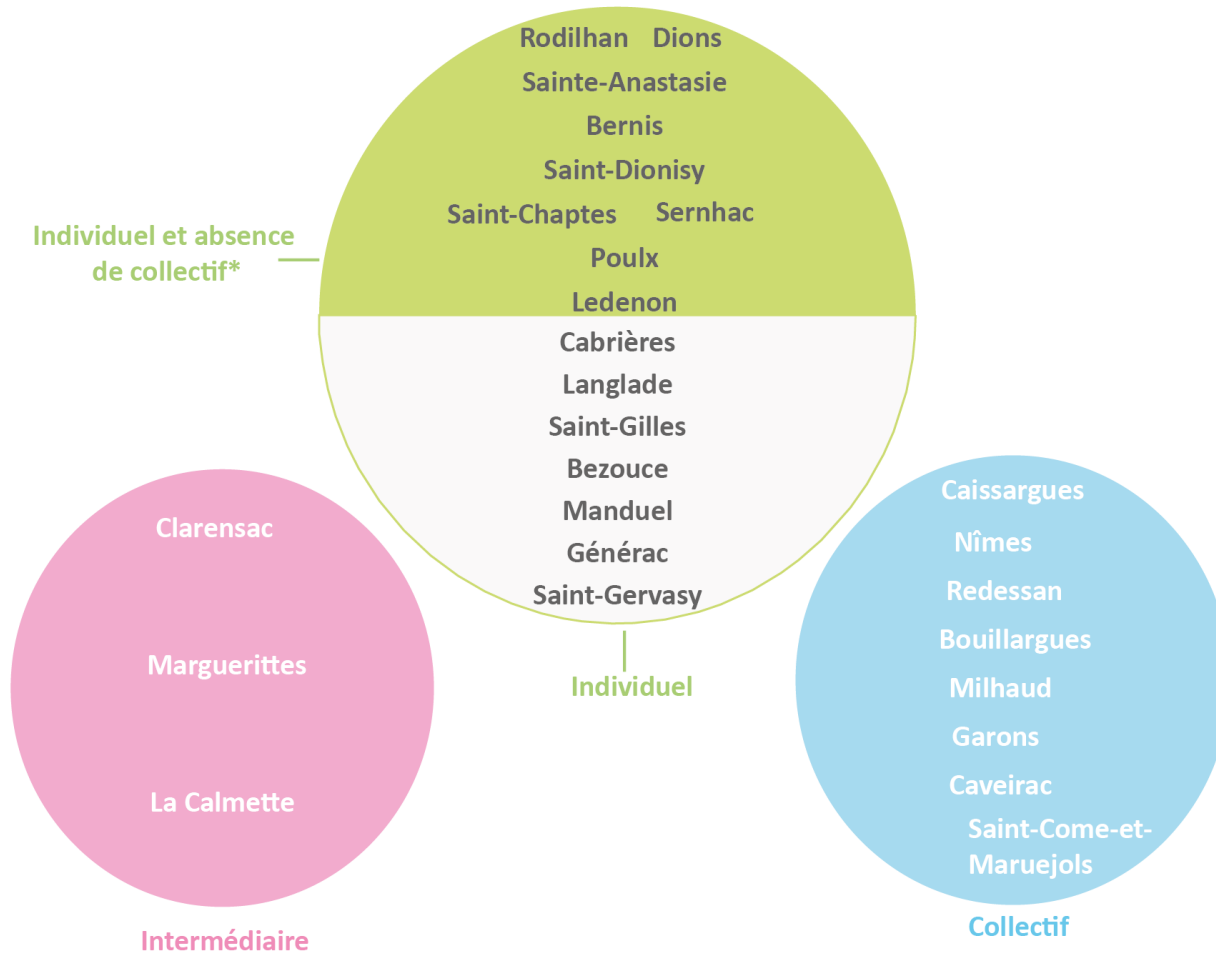 Rodilhan Dions
Sainte-Anastasie
Bernis
Saint-Dionisy
Saint-Chaptes Sernhac
Poulx
Ledenon
Individuel et absence
de collectif*
Cabrières
Langlade
Saint-Gilles
Bezouce
Manduel
Générac
Saint-Gervasy
Individuel
Clarensac
Marguerittes
La Calmette
Intermédiaire
Caissargues
Nîmes
Redessan
Bouillargues
Milhaud
Garons
Caveirac
Saint-Come-et-
Maruejols
Collectif